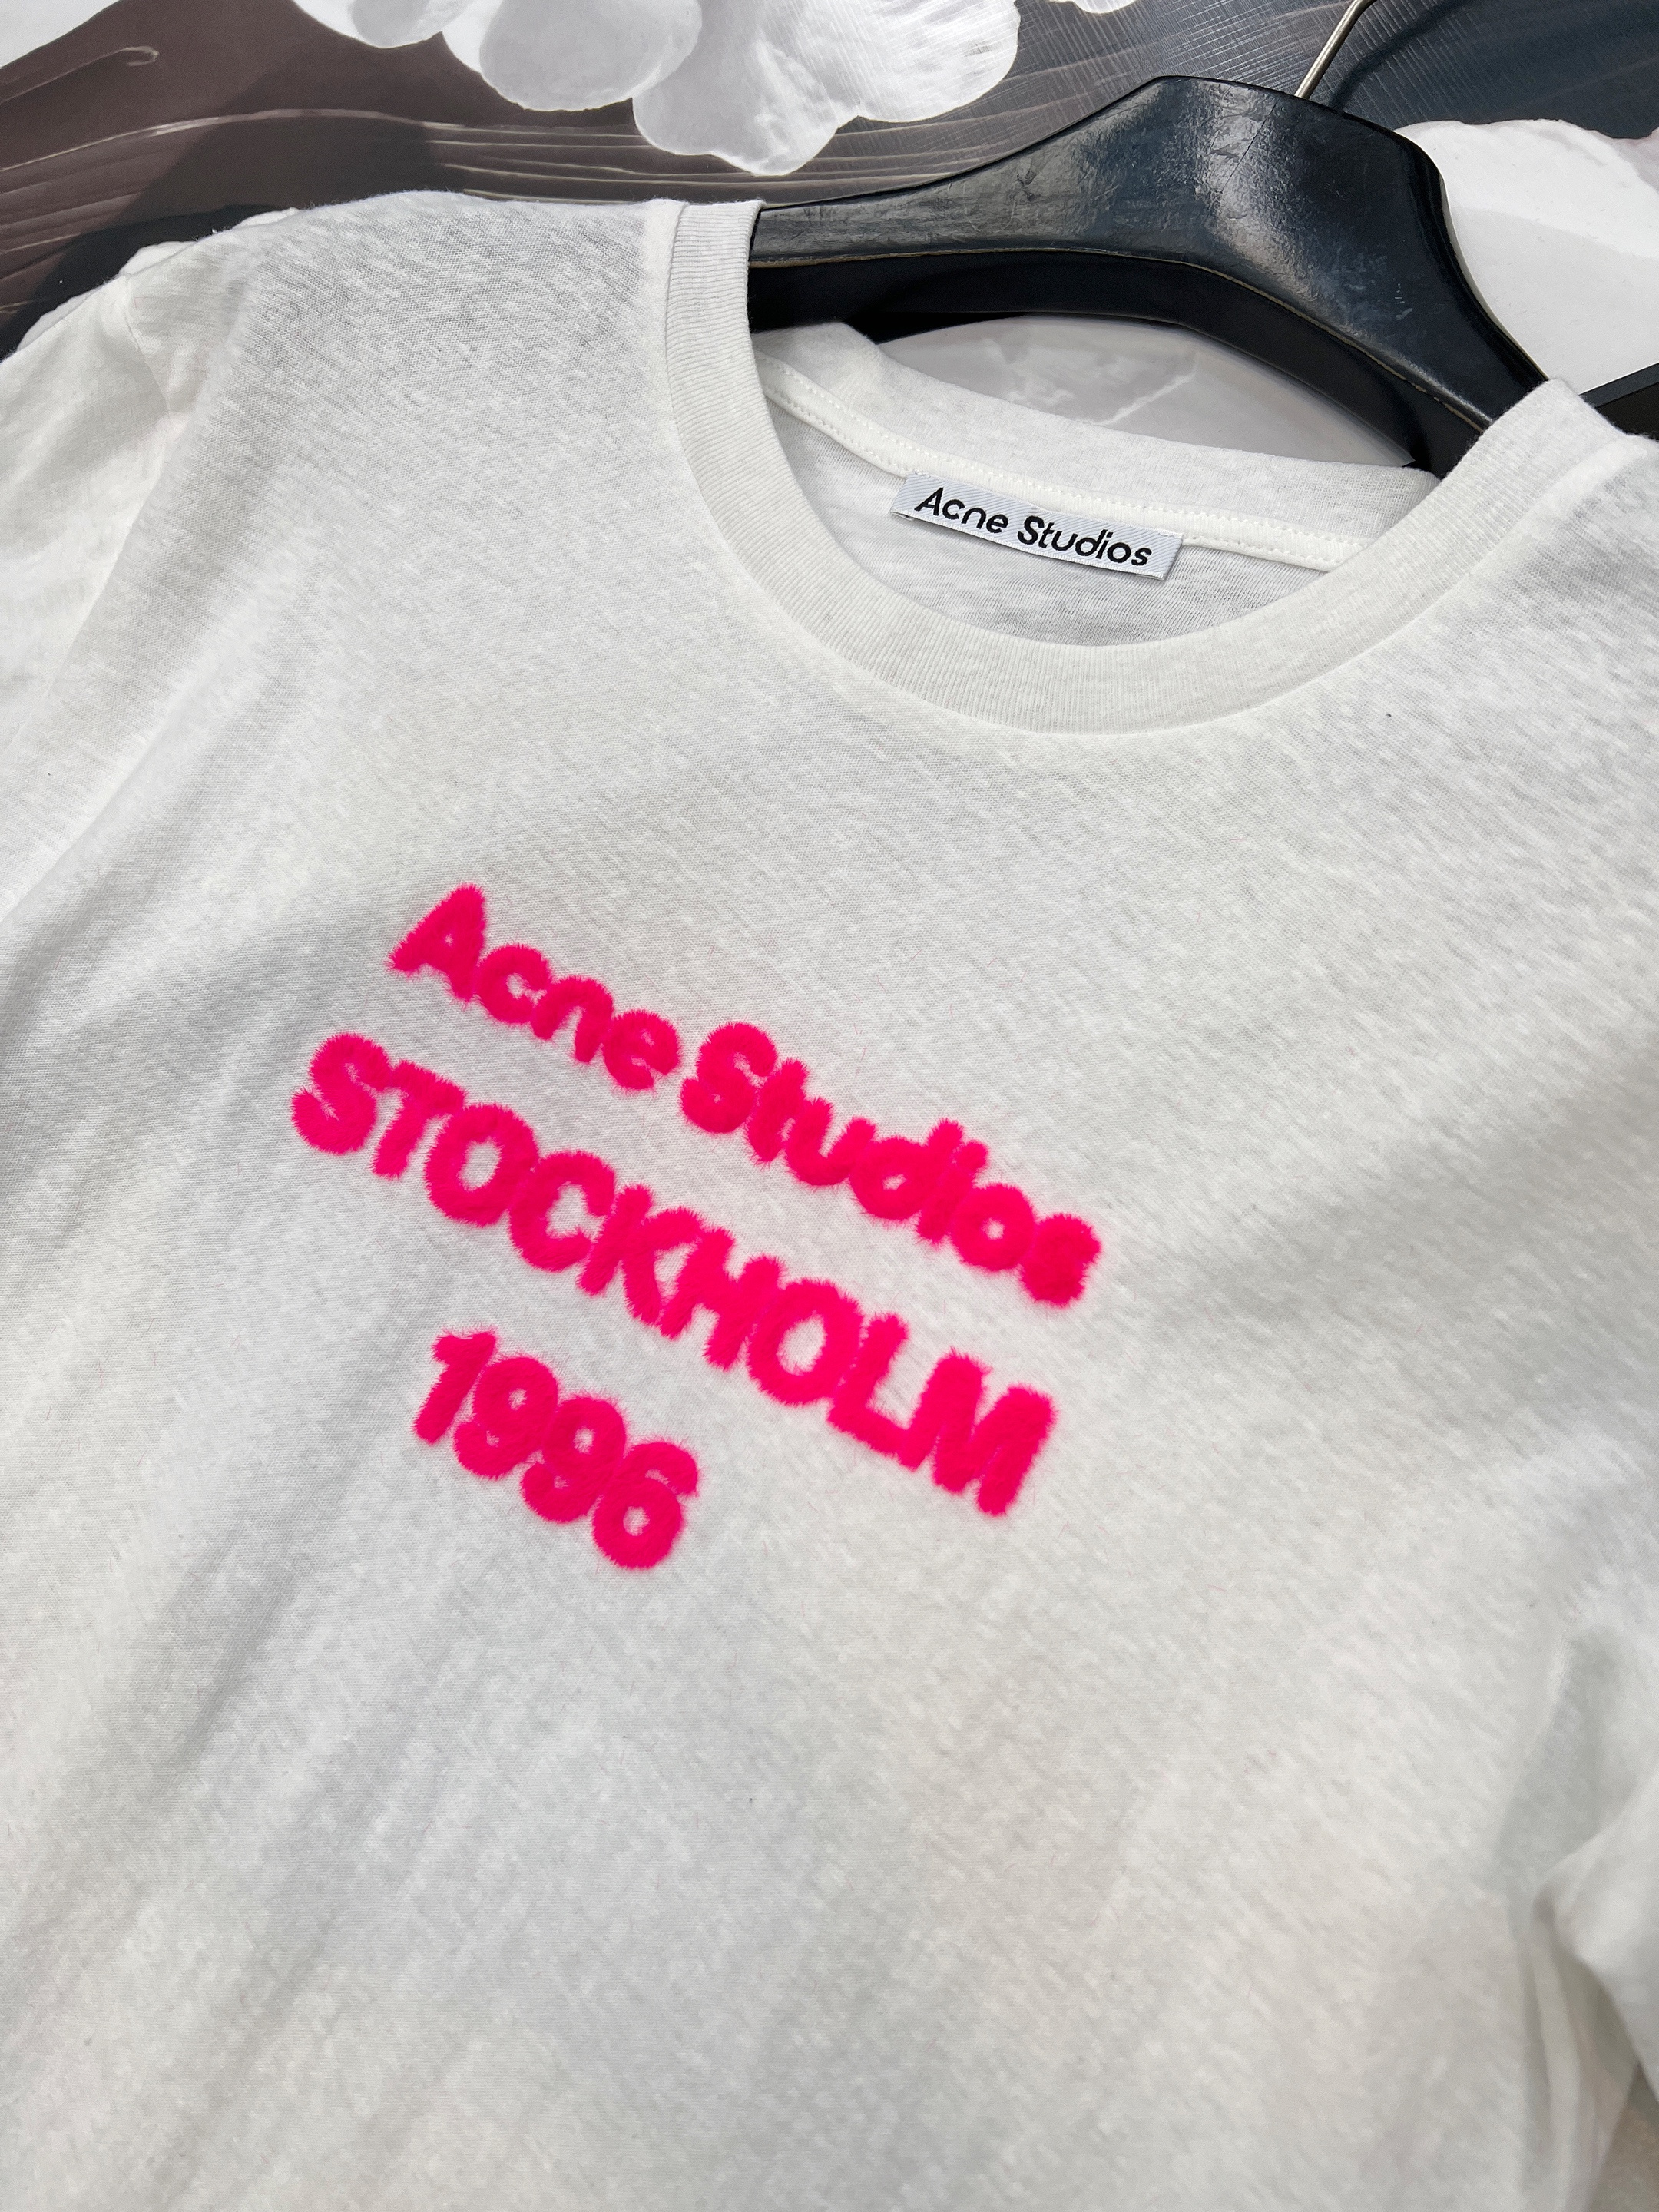 Acne Studios
Acne Studios
STOCKHOLM
1996